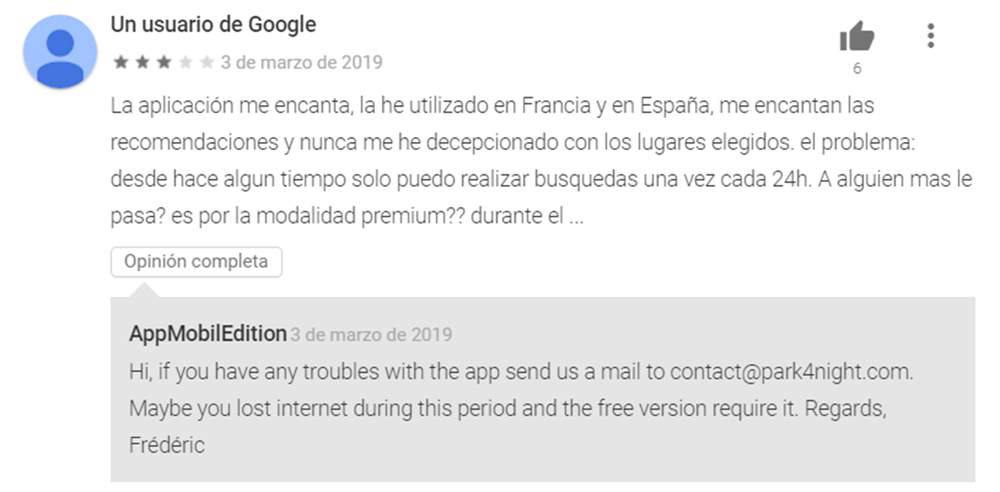 Un usuario de Google
3 de marzo de 2019
6
La aplicación me encanta, la he utilizado en Francia y en España, me encantan las
recomendaciones y nunca me he decepcionado con los lugares elegidos. el problema:
desde hace algun tiempo solo puedo realizar busquedas una vez cada 24h. A alguien mas le
pasa? es por la modalidad premium?? durante el ...
Opinión completa
AppMobilEdition 3 de marzo de 2019
Hi, if you have any troubles with the app send us a mail to contact@park4night.com.
Maybe you lost internet during this period and the free version require it. Regards,
Frédéric